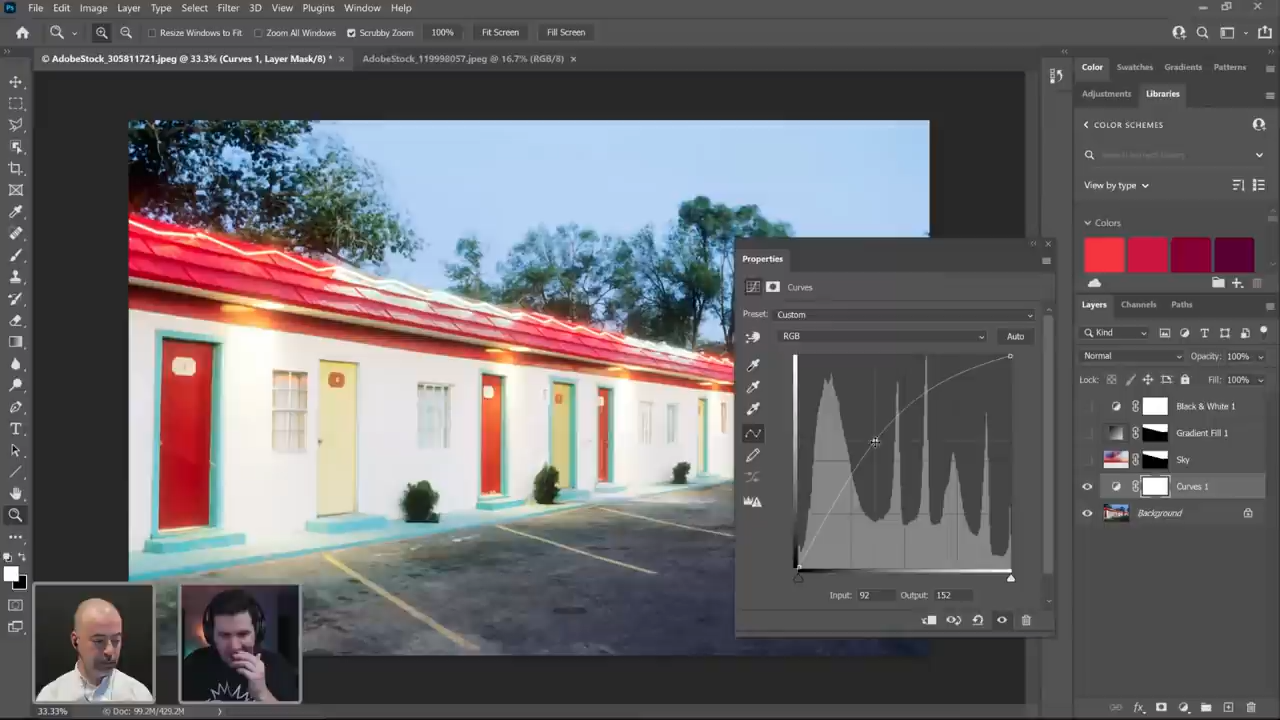 Ps File Edit Image Layer Type Select Filter 3D View Plugins Window Help
Resize Windows to Fit Zoom All Windows Scrubby Zoom 100% Fit Screen Fill Screen
© AdobeStock_305811721.jpeg @ 33.3% (Curves 1, Layer Mask/8) * × AdobeStock_119998057.jpeg @ 16.7% (RGB/8) ×
Color Swatches Gradients Patterns
Adjustments Libraries
COLOR SCHEMES
View by type
Colors
Properties
Curves
Preset: Custom
RGB Auto
Input: 92 Output: 152
Layers Channels Paths
Kind
Normal Opacity: 100%
Lock: Fill: 100%
Black & White 1
Gradient Fill 1
Sky
Curves 1
Background
33.33% © Doc: 99.2M/429.2M